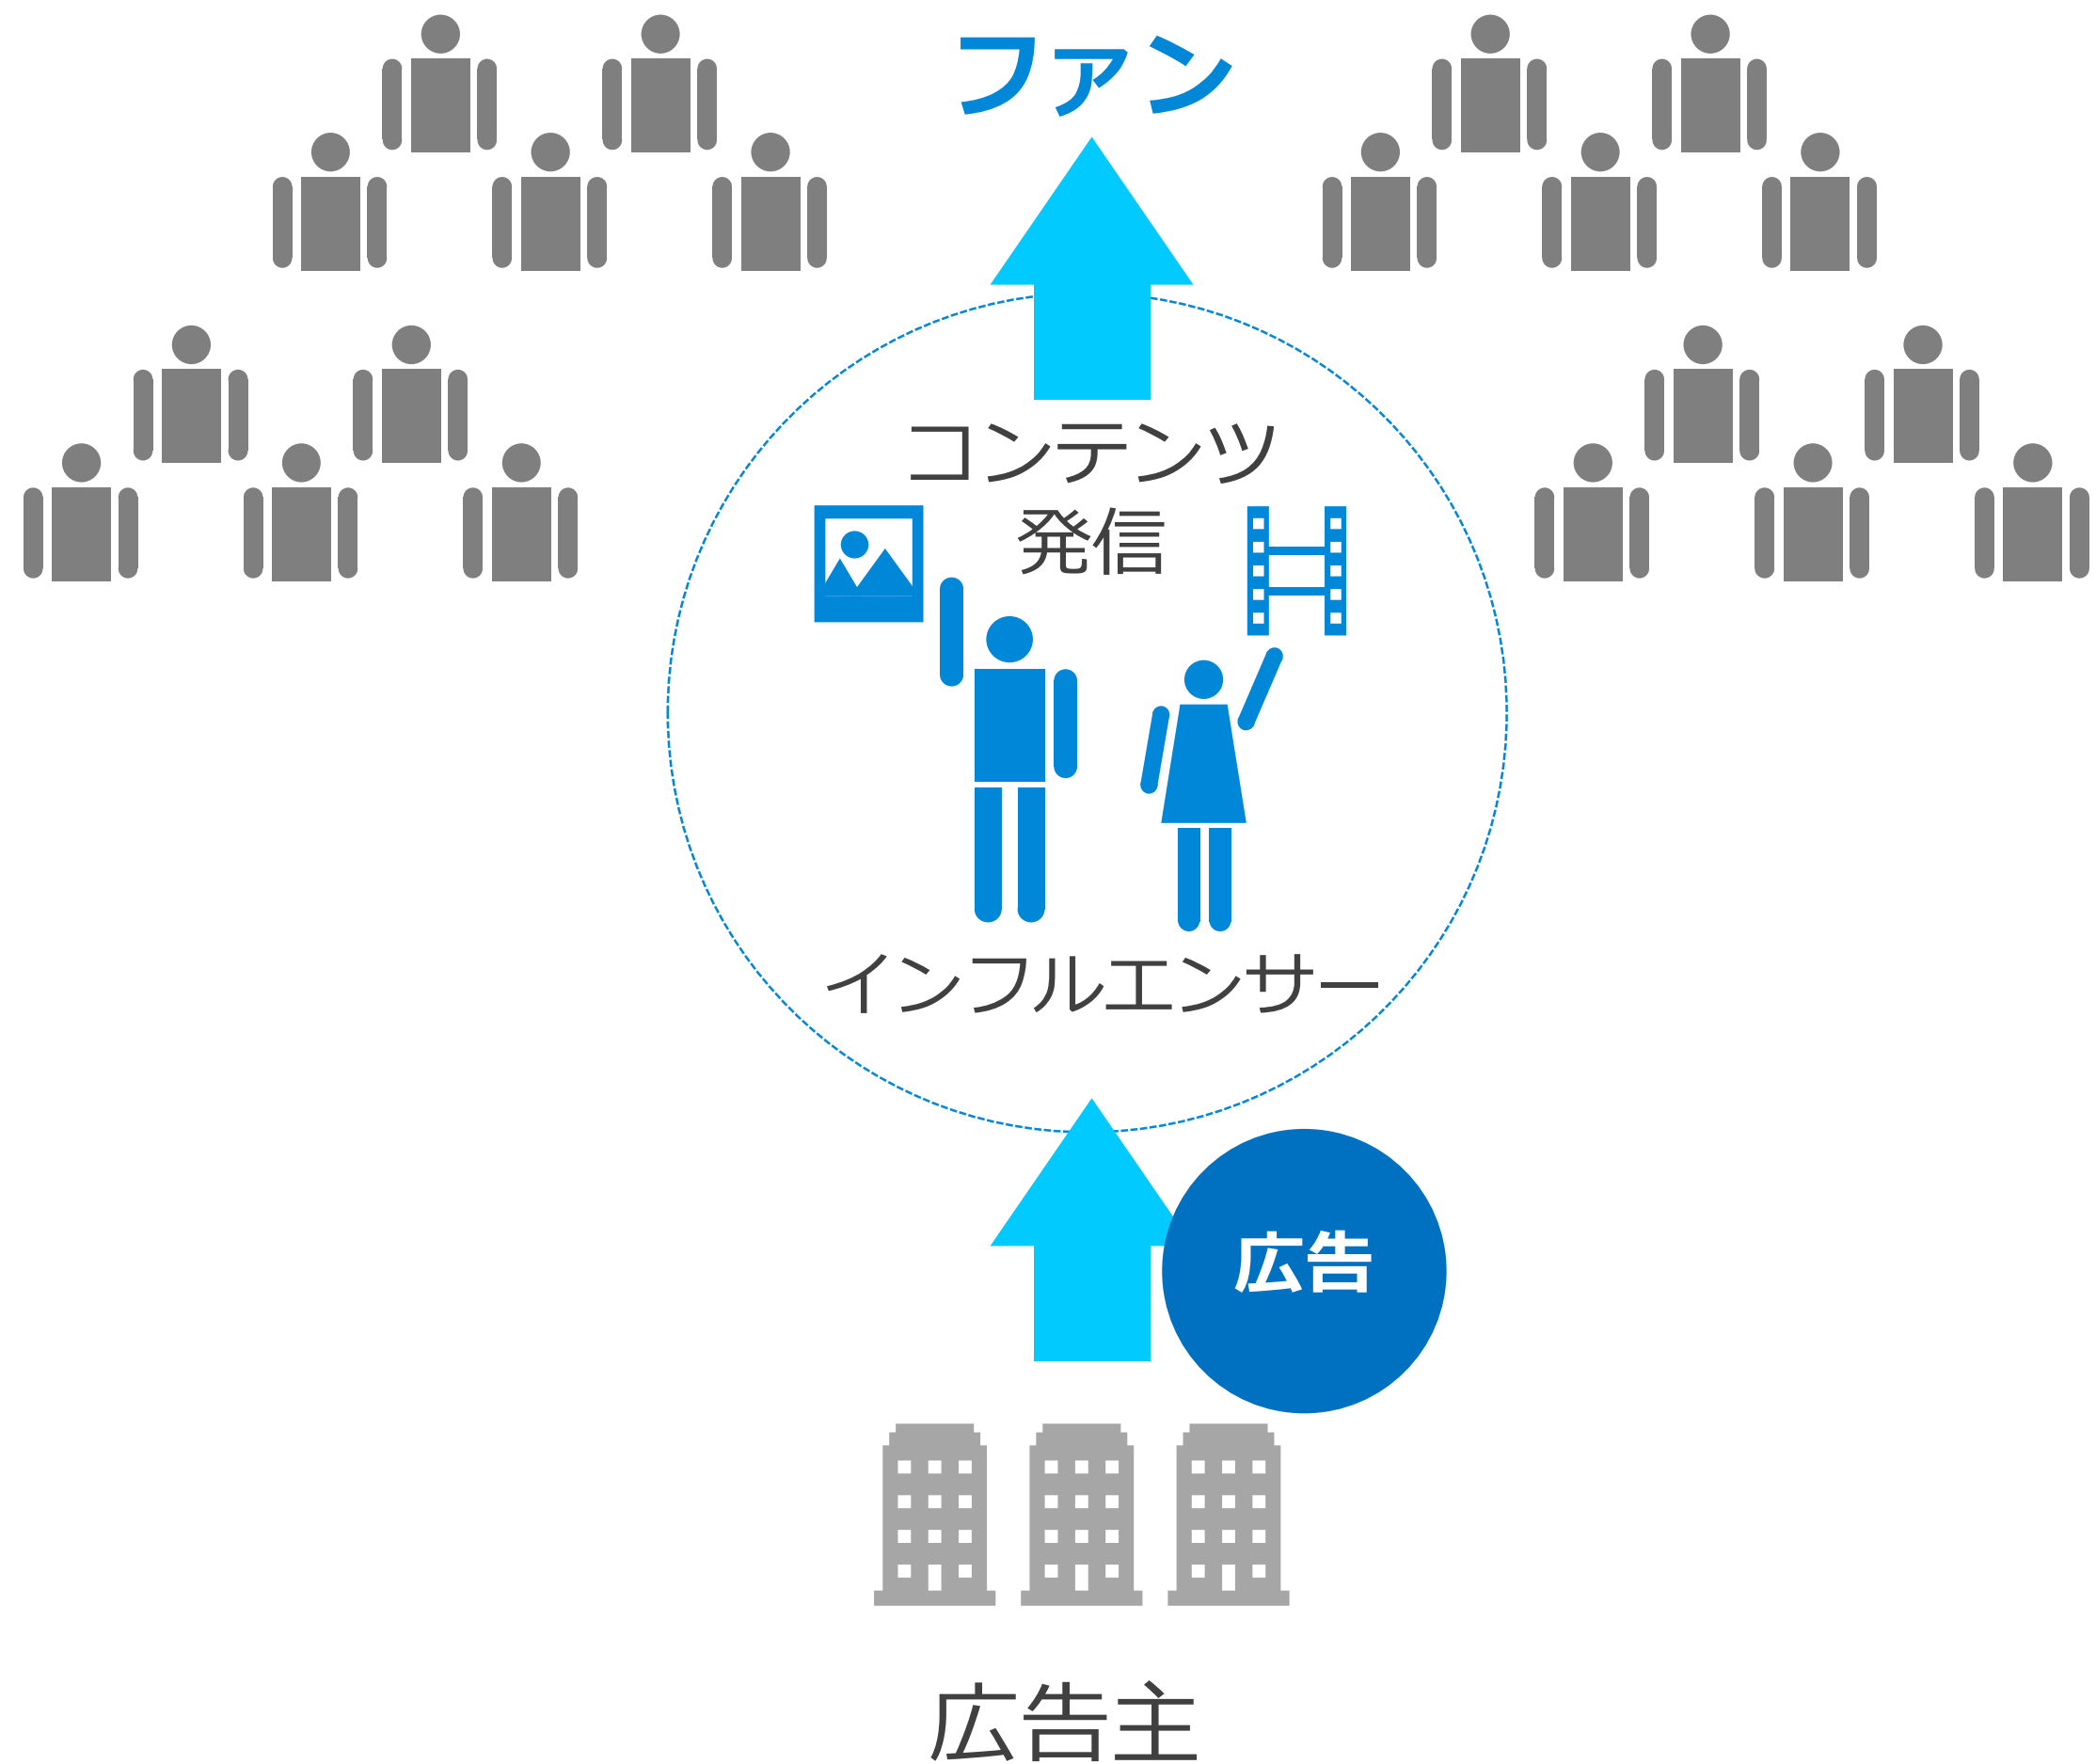 ファン
コンテンツ
発信
インフルエンサー
広告
広告主